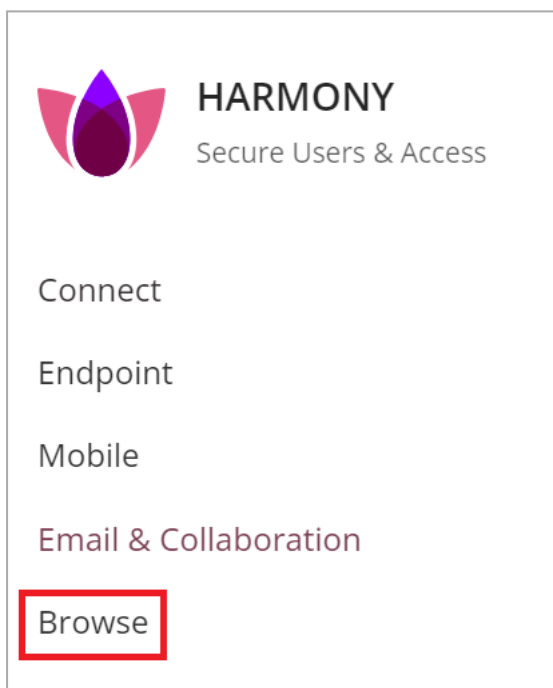 HARMONY
Secure Users & Access
Connect
Endpoint
Mobile
Email & Collaboration
Browse